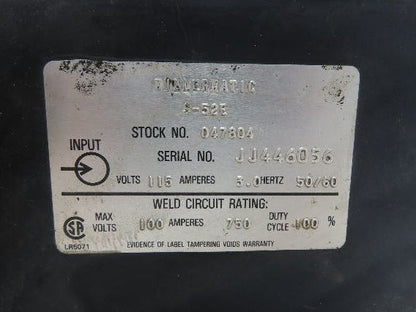 MILLERMATIC
S-52E
STOCK NO. 047804
INPUT
SERIAL NO. JJ446036
VOLTS 115 AMPERES 3.0 HERTZ 50/60
WELD CIRCUIT RATING:
MAX VOLTS 100 AMPERES 750 DUTY CYCLE 100 %
LR5071
EVIDENCE OF LABEL TAMPERING VOIDS WARRANTY